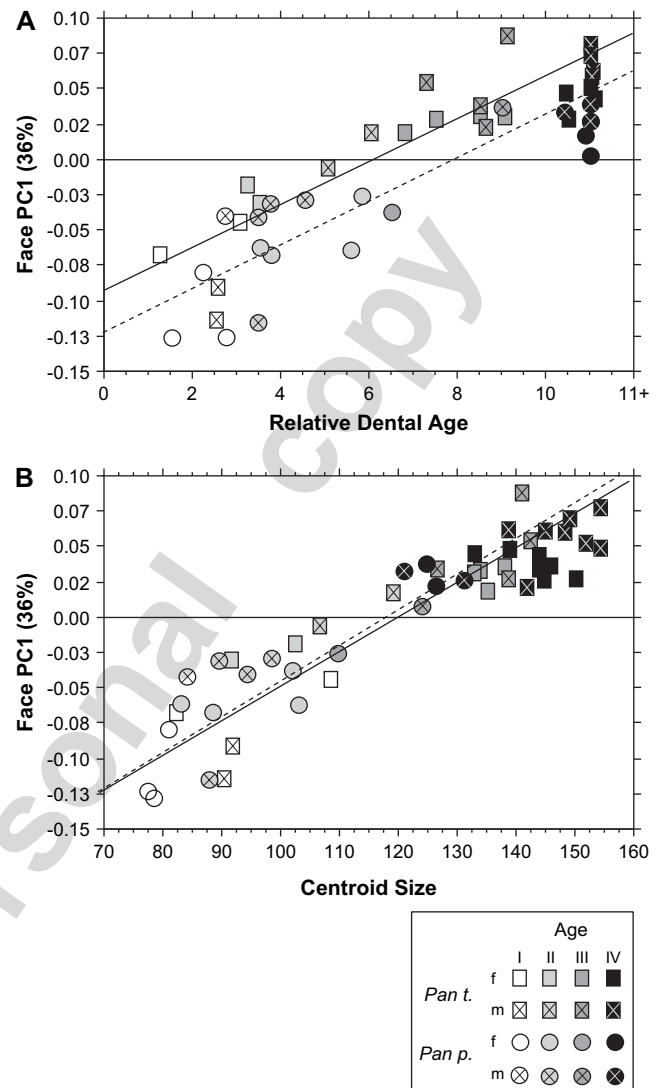 A
Face PC1 (36%)
0.10
0.07
0.05
0.02
0.00
-0.03
-0.05
-0.08
-0.10
-0.13
-0.15
0 2 4 6 8 10 11+
Relative Dental Age
B
Face PC1 (36%)
0.10
0.07
0.05
0.02
0.00
-0.03
-0.05
-0.08
-0.10
-0.13
-0.15
70 80 90 100 110 120 130 140 150 160
Centroid Size
Age
I II III IV
Pan t. f
m
Pan p. f
m
copy
rsonal